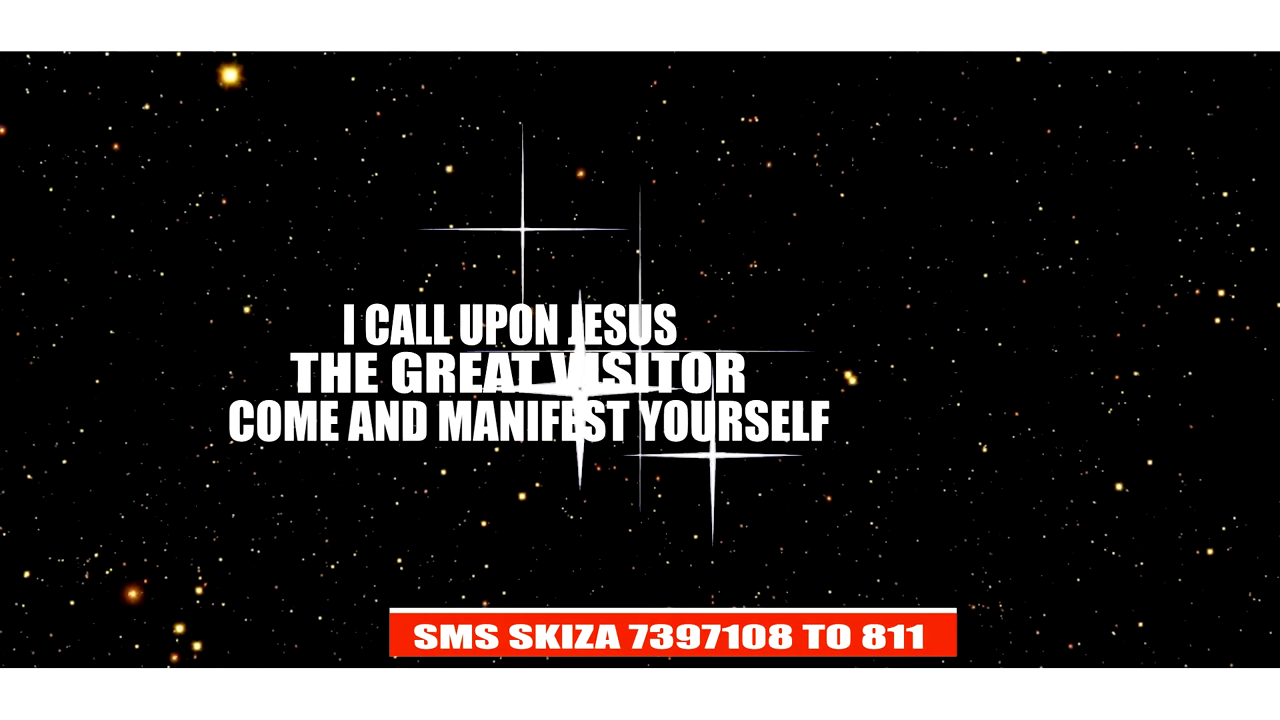 I CALL UPON JESUS
THE GREAT VISITOR
COME AND MANIFEST YOURSELF
SMS SKIZA 7397108 TO 811